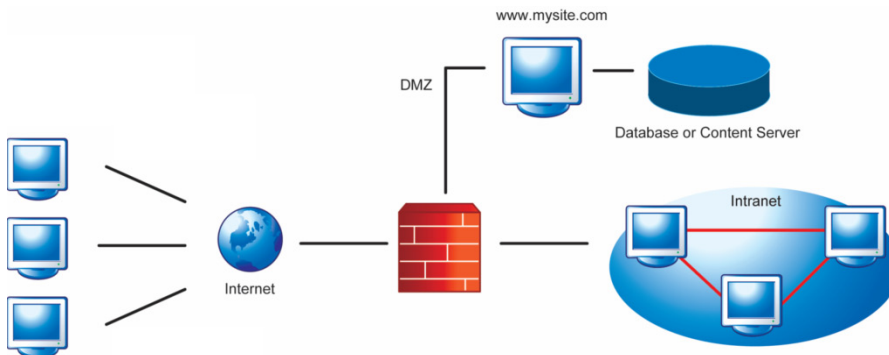 www.mysite.com
DMZ
Database or Content Server
Intranet
Internet